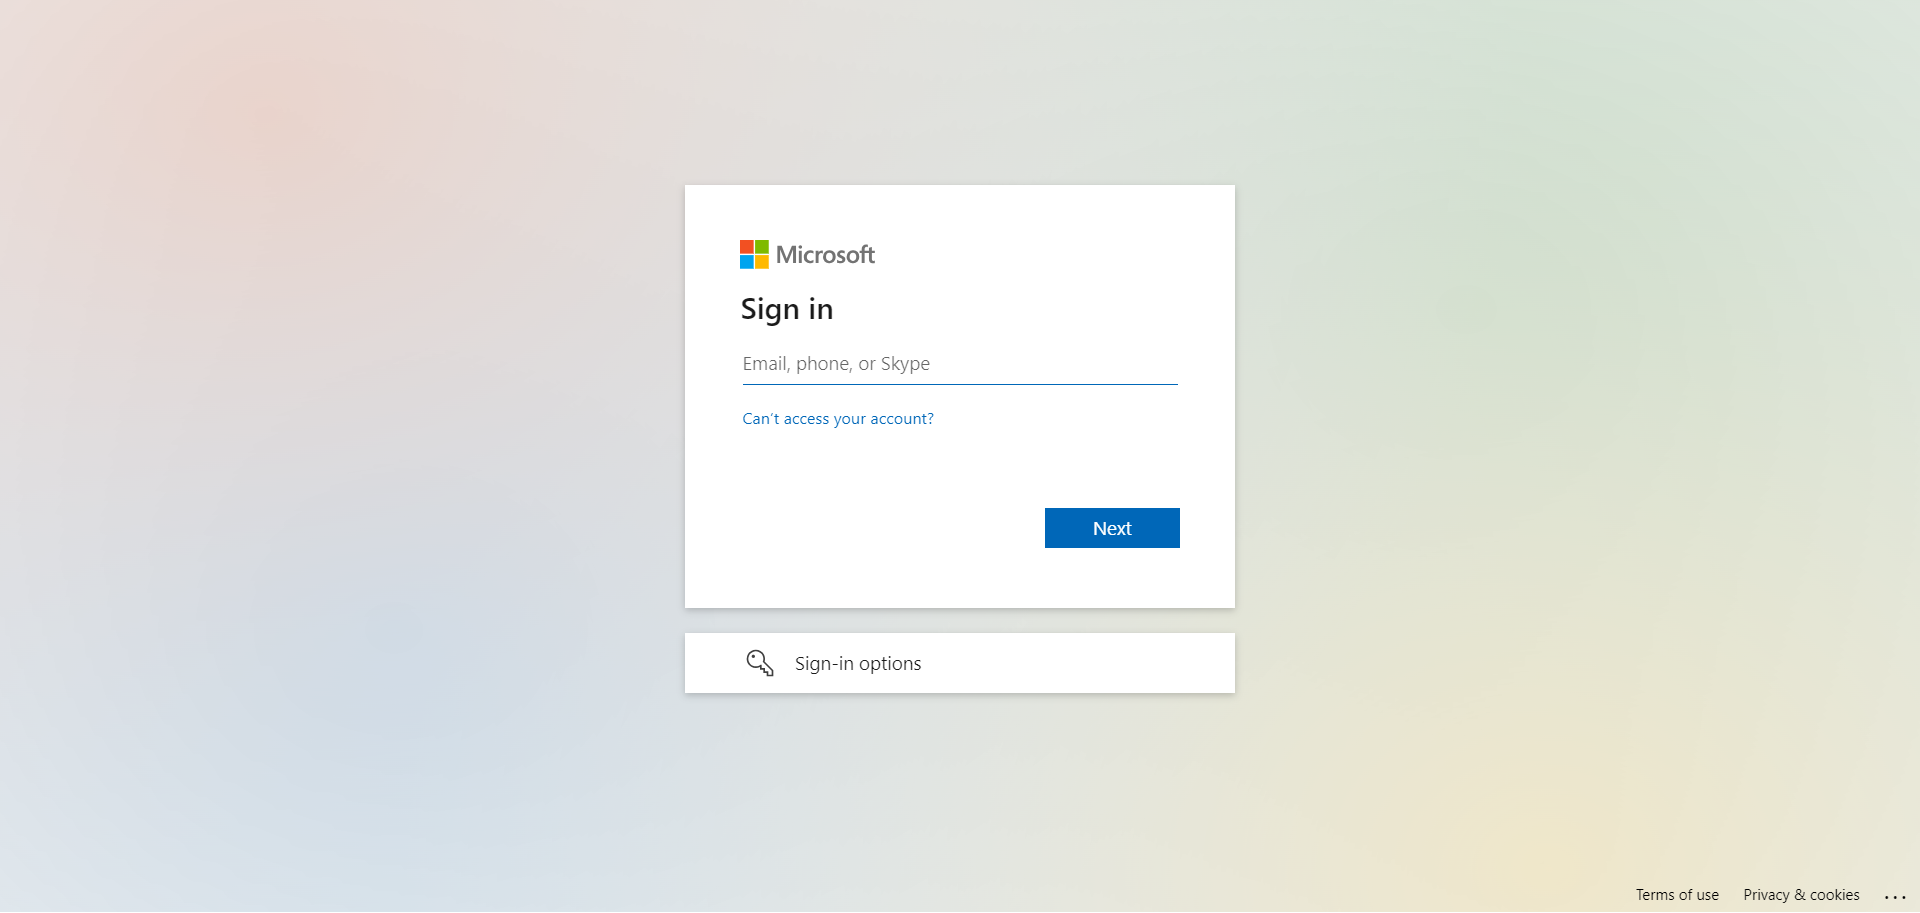 Microsoft
Sign in
Email, phone, or Skype
Can't access your account?
Next
Sign-in options
Terms of use Privacy & cookies ...